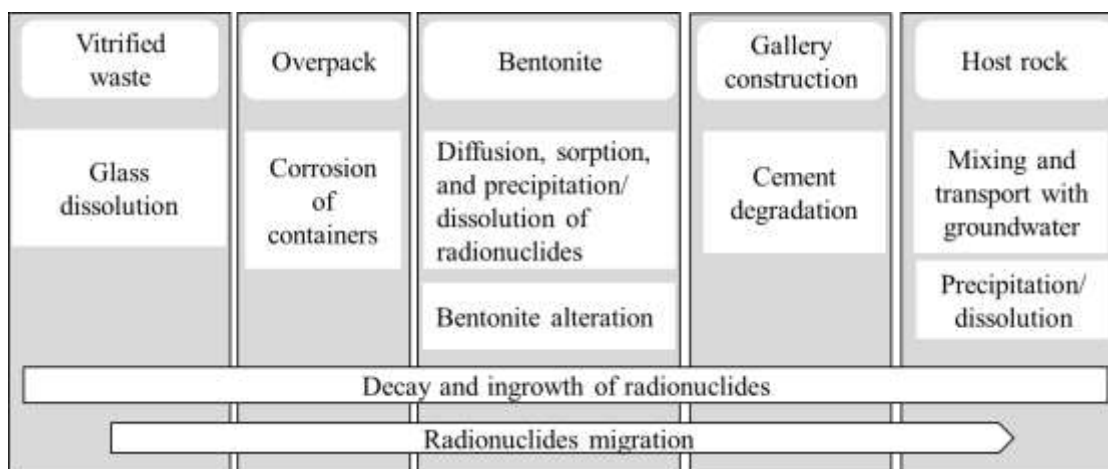 Vitrified
waste
Overpack
Bentonite
Gallery
construction
Host rock
Glass
dissolution
Corrosion
of
containers
Diffusion, sorption,
and precipitation/
dissolution of
radionuclides
Bentonite alteration
Cement
degradation
Mixing and
transport with
groundwater
Precipitation/
dissolution
Decay and ingrowth of radionuclides
Radionuclides migration